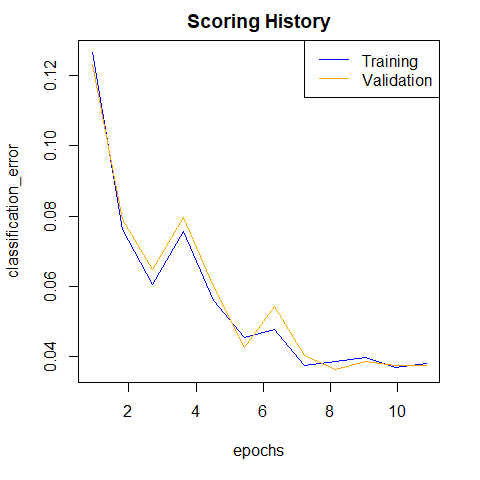 Scoring History
Training
Validation
classification_error
0.12
0.10
0.08
0.06
0.04
2 4 6 8 10
epochs